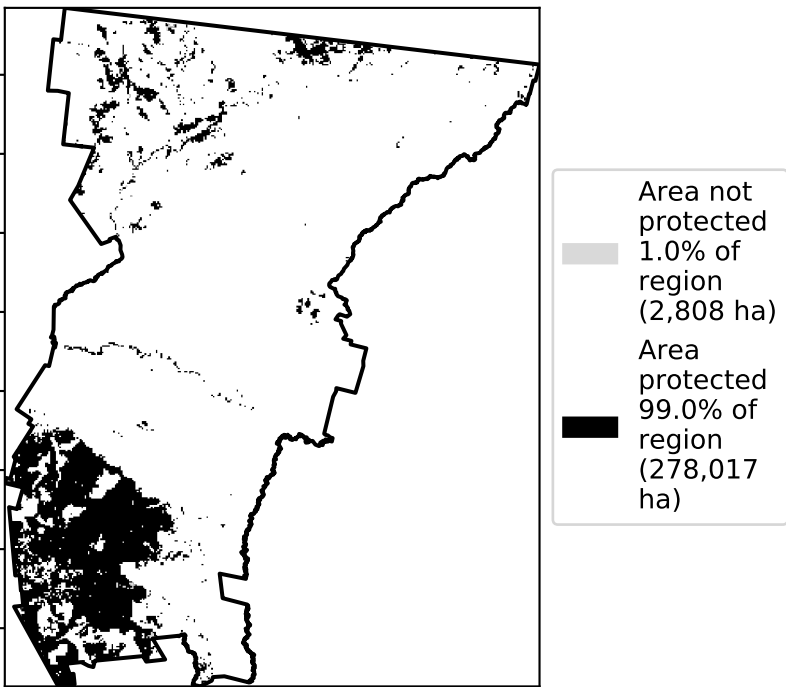 Area not
protected
1.0% of
region
(2,808 ha)
Area
protected
99.0% of
region
(278,017
ha)